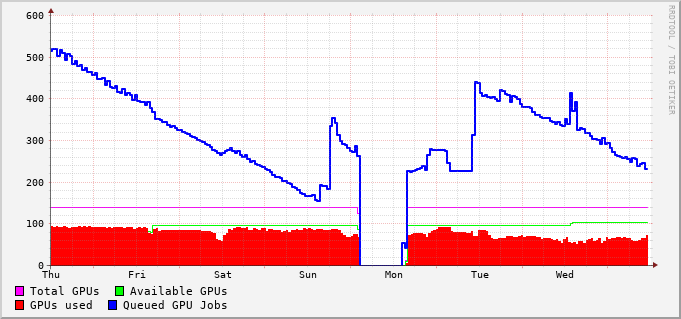 600
500
400
300
200
100
0
Thu Fri Sat Sun Mon Tue Wed
Total GPUs Available GPUs
GPUs used Queued GPU Jobs
RRDTOOL / TOBI OETIKER